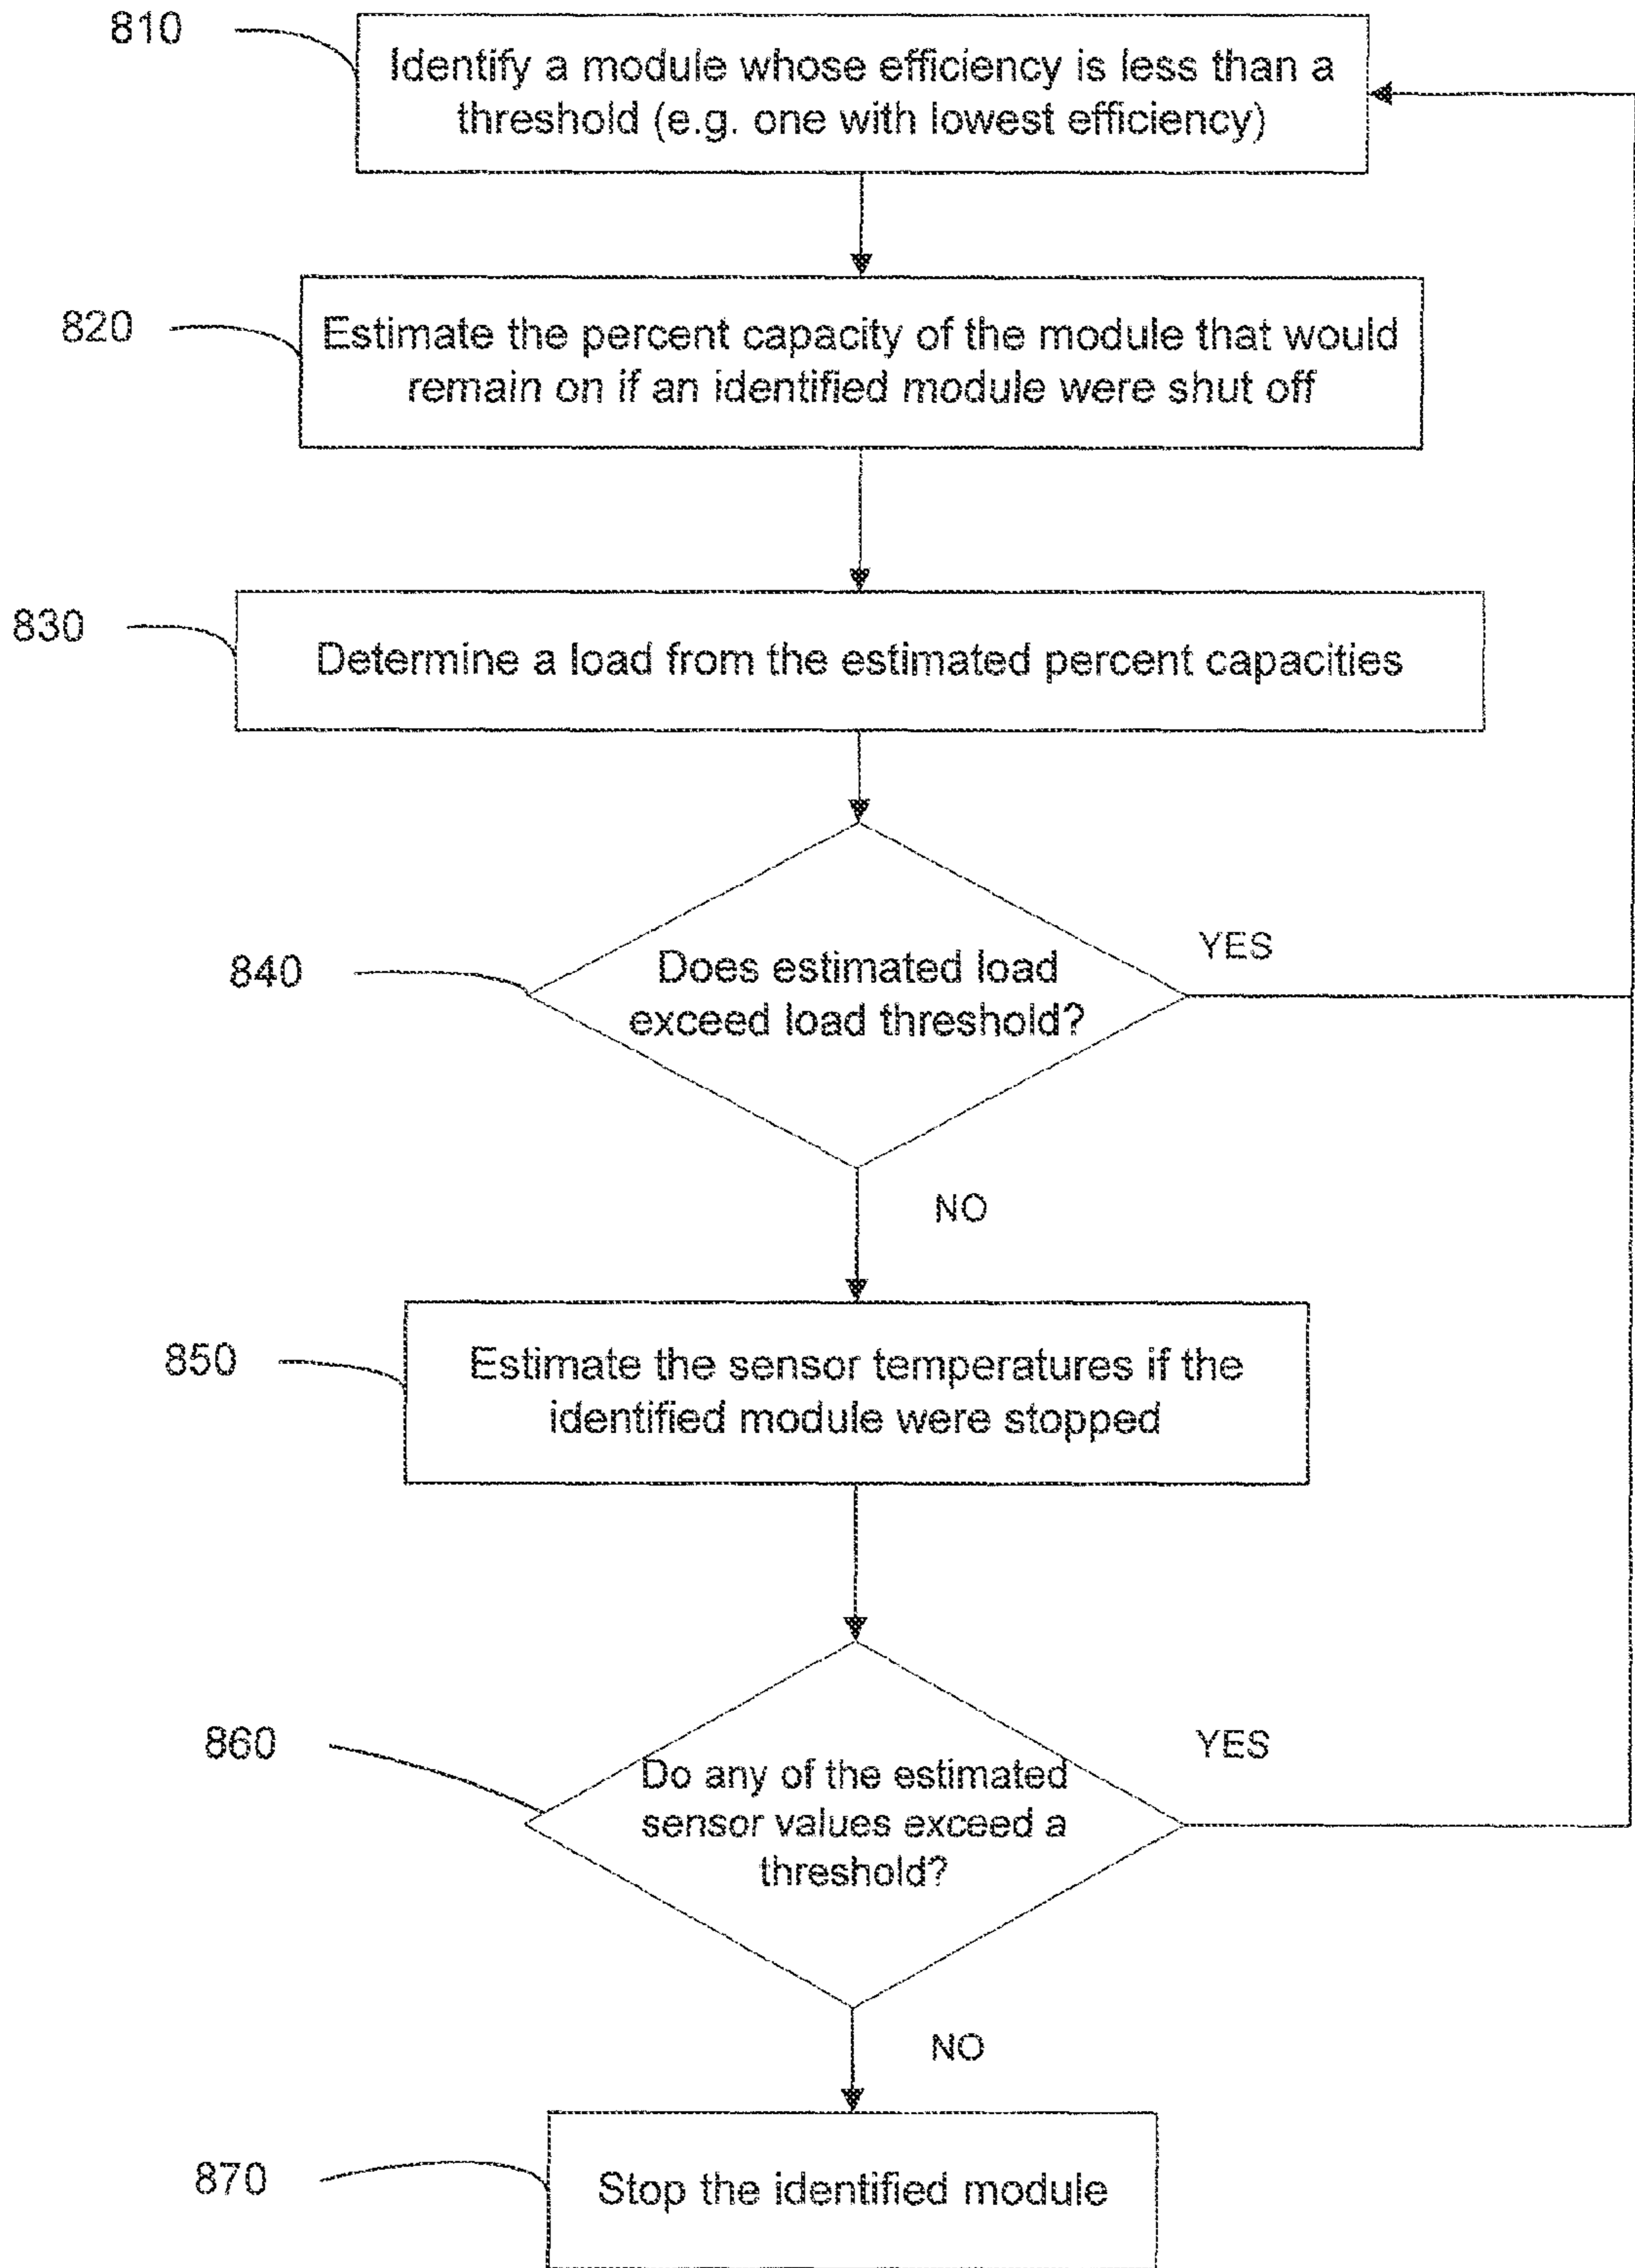 810
Identify a module whose efficiency is less than a
threshold (e.g. one with lowest efficiency)
820
Estimate the percent capacity of the module that would
remain on if an identified module were shut off
830
Determine a load from the estimated percent capacities
840
Does estimated load
exceed load threshold?
YES
NO
850
Estimate the sensor temperatures if the
identified module were stopped
860
Do any of the estimated
sensor values exceed a
threshold?
YES
NO
870
Stop the identified module